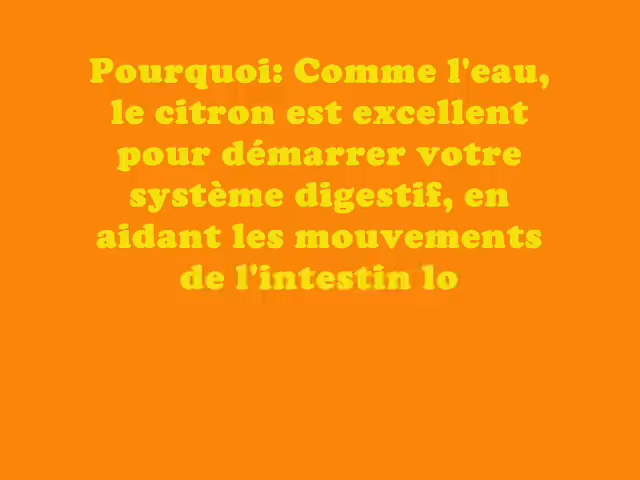 Pourquoi: Comme l'eau,
le citron est excellent
pour démarrer votre
système digestif, en
aidant les mouvements
de l'intestin lo